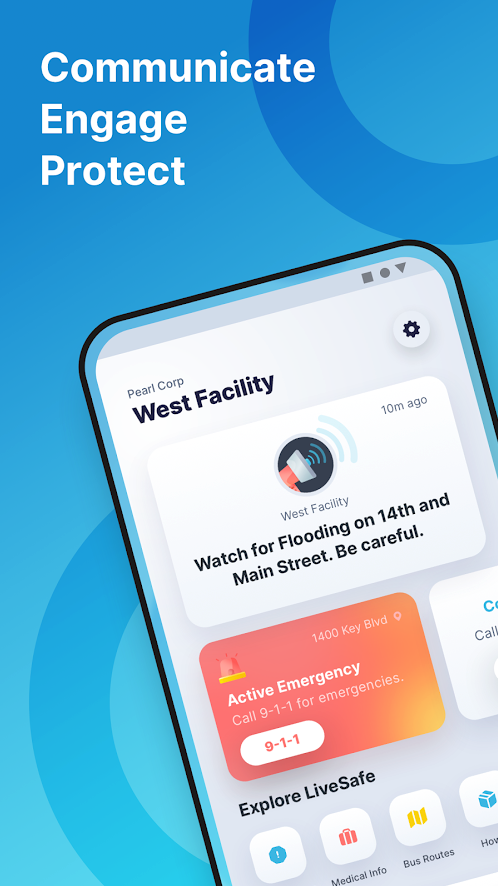 Communicate
Engage
Protect
Pearl Corp
West Facility
10m ago
West Facility
Watch for Flooding on 14th and
Main Street. Be careful.
1400 Key Blvd
Active Emergency
Call 9-1-1 for emergencies.
9-1-1
Co
Call
Explore LiveSafe
Medical Info
Bus Routes
How